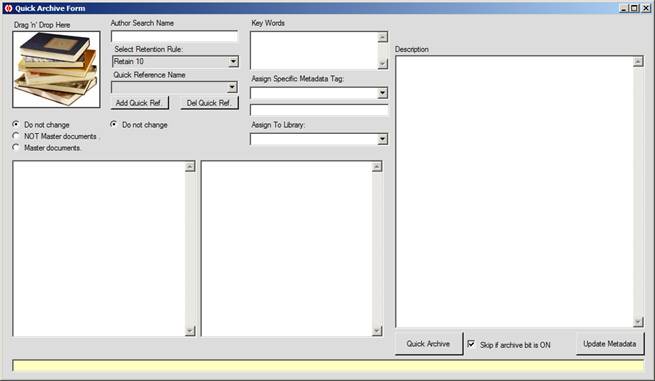 Quick Archive Form
Drag 'n' Drop Here
Author Search Name
Key Words
Select Retention Rule:
Retain 10
Quick Reference Name
Add Quick Ref.
Del Quick Ref.
Assign Specific Metadata Tag:
Assign To Library:
Description
Do not change
NOT Master documents .
Master documents.
Do not change
Quick Archive
Skip if archive bit is ON
Update Metadata